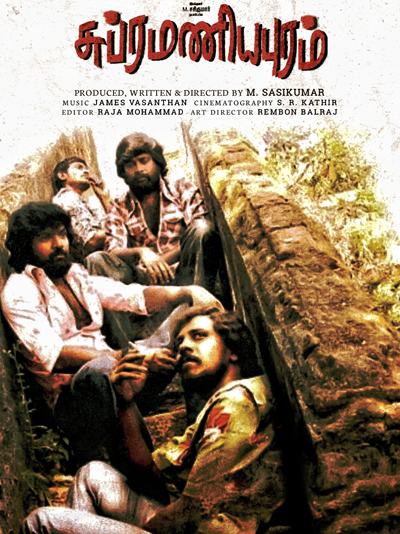 M. சசிகுமார்
சுப்ரமணியபுரம்
PRODUCED, WRITTEN & DIRECTED BY M. SASIKUMAR
MUSIC JAMES VASANTHAN CINEMATOGRAPHY S. R. KATHIR
EDITOR RAJA MOHAMMAD ART DIRECTOR REMBON BALRAJ